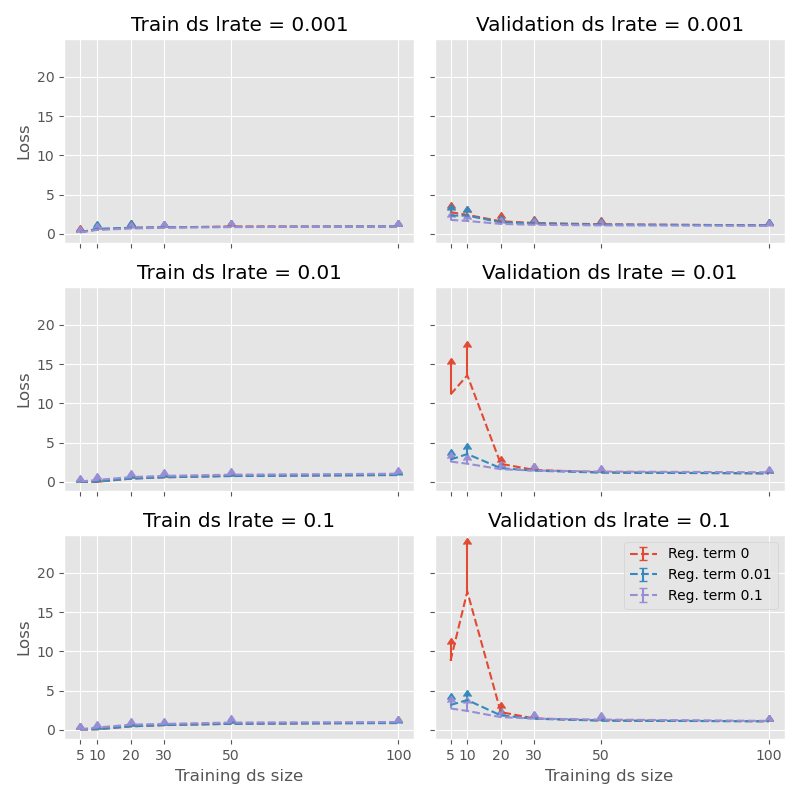 Train ds lrate = 0.001
Validation ds lrate = 0.001
Loss
20
15
10
5
0
Train ds lrate = 0.01
Validation ds lrate = 0.01
Loss
20
15
10
5
0
Train ds lrate = 0.1
Validation ds lrate = 0.1
Loss
20
15
10
5
0
Reg. term 0
Reg. term 0.01
Reg. term 0.1
5 10 20 30 50 100
5 10 20 30 50 100
Training ds size
Training ds size